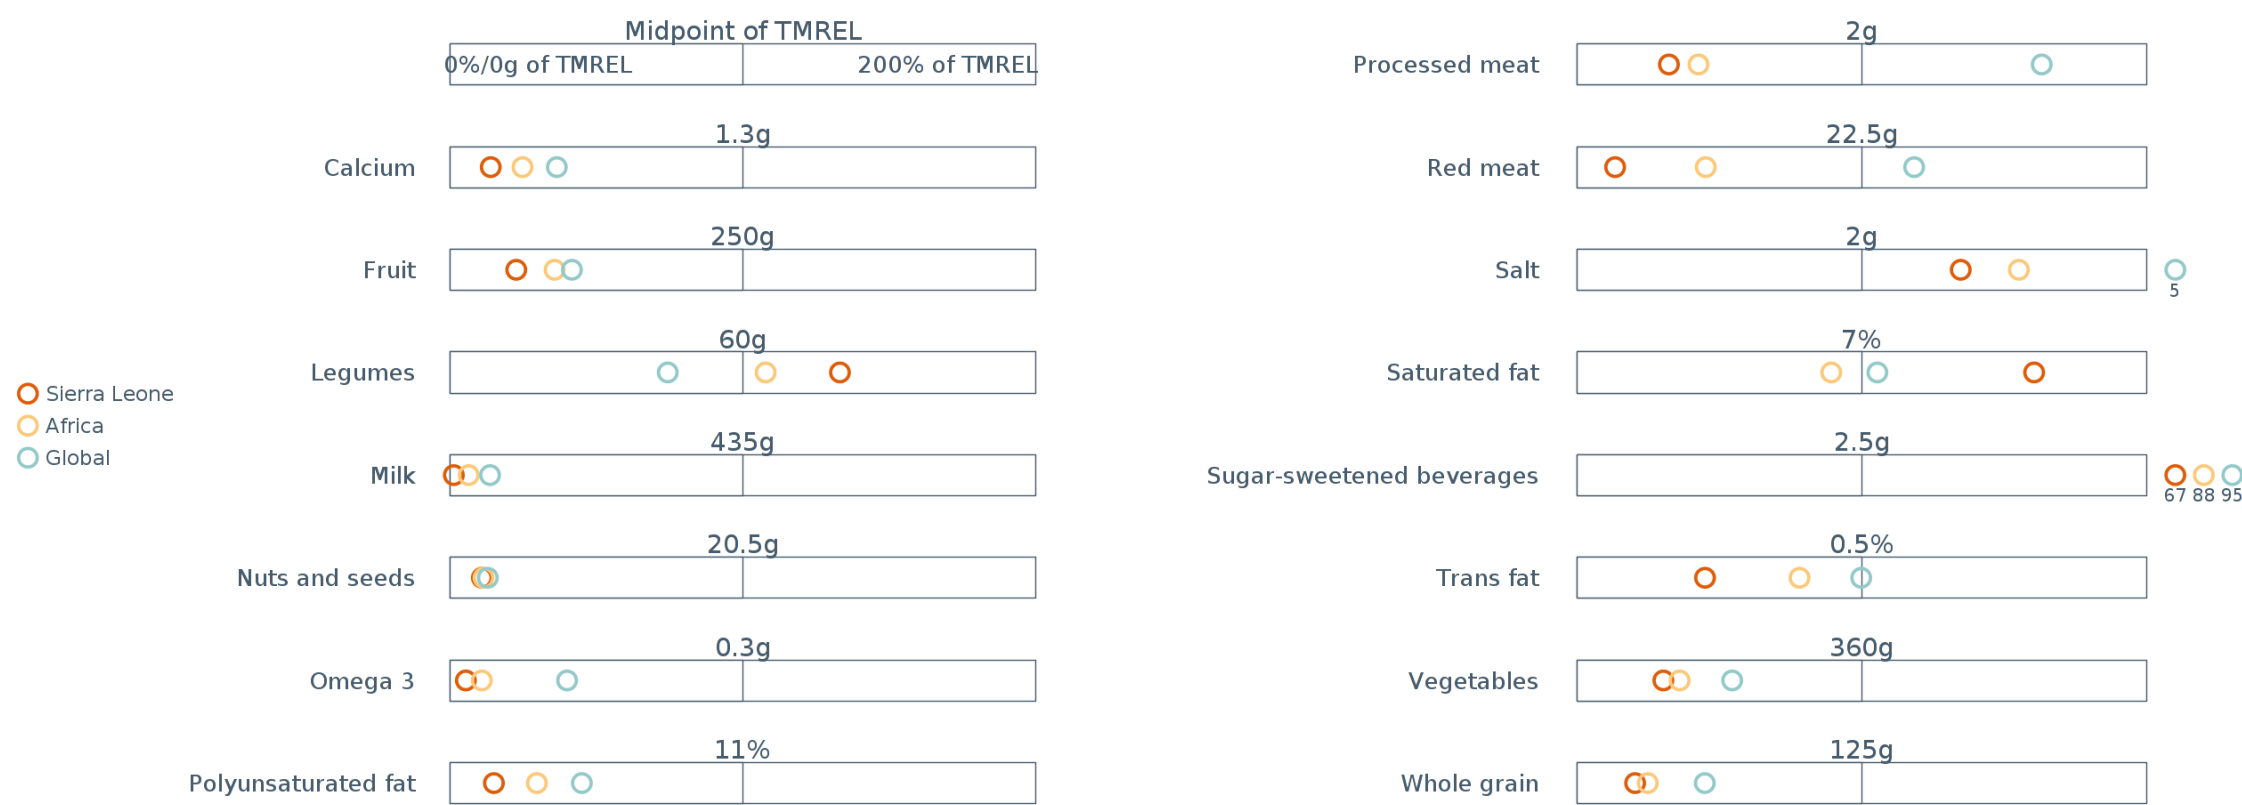 Midpoint of TMREL
0%/0g of TMREL
200% of TMREL
1.3g
Calcium
250g
Fruit
60g
Legumes
435g
Milk
20.5g
Nuts and seeds
0.3g
Omega 3
11%
Polyunsaturated fat
Sierra Leone
Africa
Global
2g
Processed meat
22.5g
Red meat
2g
Salt
5
7%
Saturated fat
2.5g
Sugar-sweetened beverages
67 88 95
0.5%
Trans fat
360g
Vegetables
125g
Whole grain